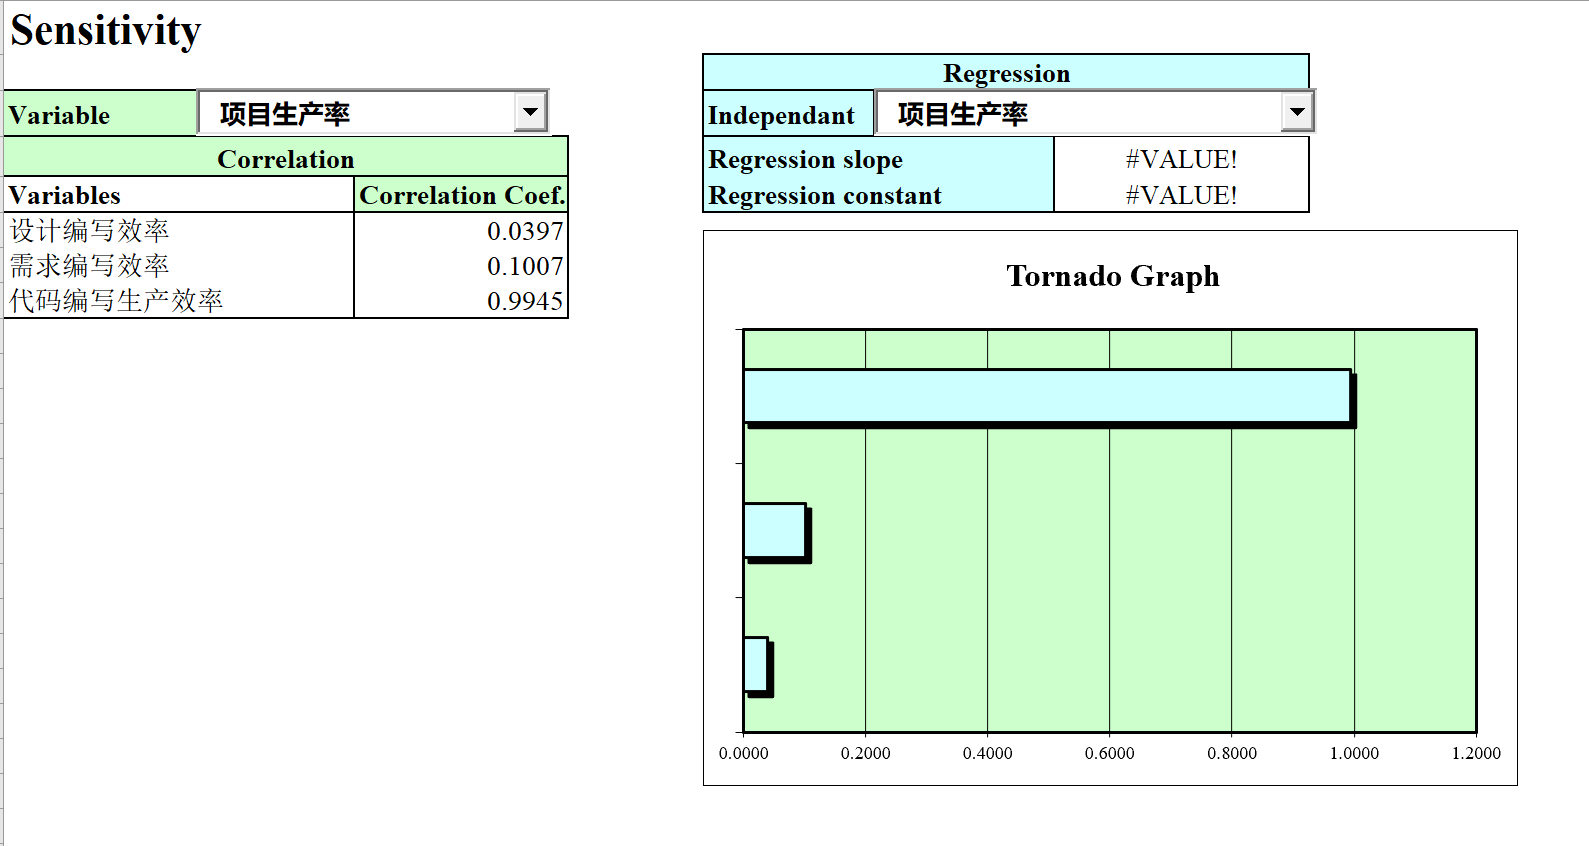 Sensitivity
Variable 项目生产率
Correlation
Variables Correlation Coef.
设计编写效率 0.0397
需求编写效率 0.1007
代码编写生产效率 0.9945
Regression
Independant 项目生产率
Regression slope #VALUE!
Regression constant #VALUE!
Tornado Graph
0.0000 0.2000 0.4000 0.6000 0.8000 1.0000 1.2000